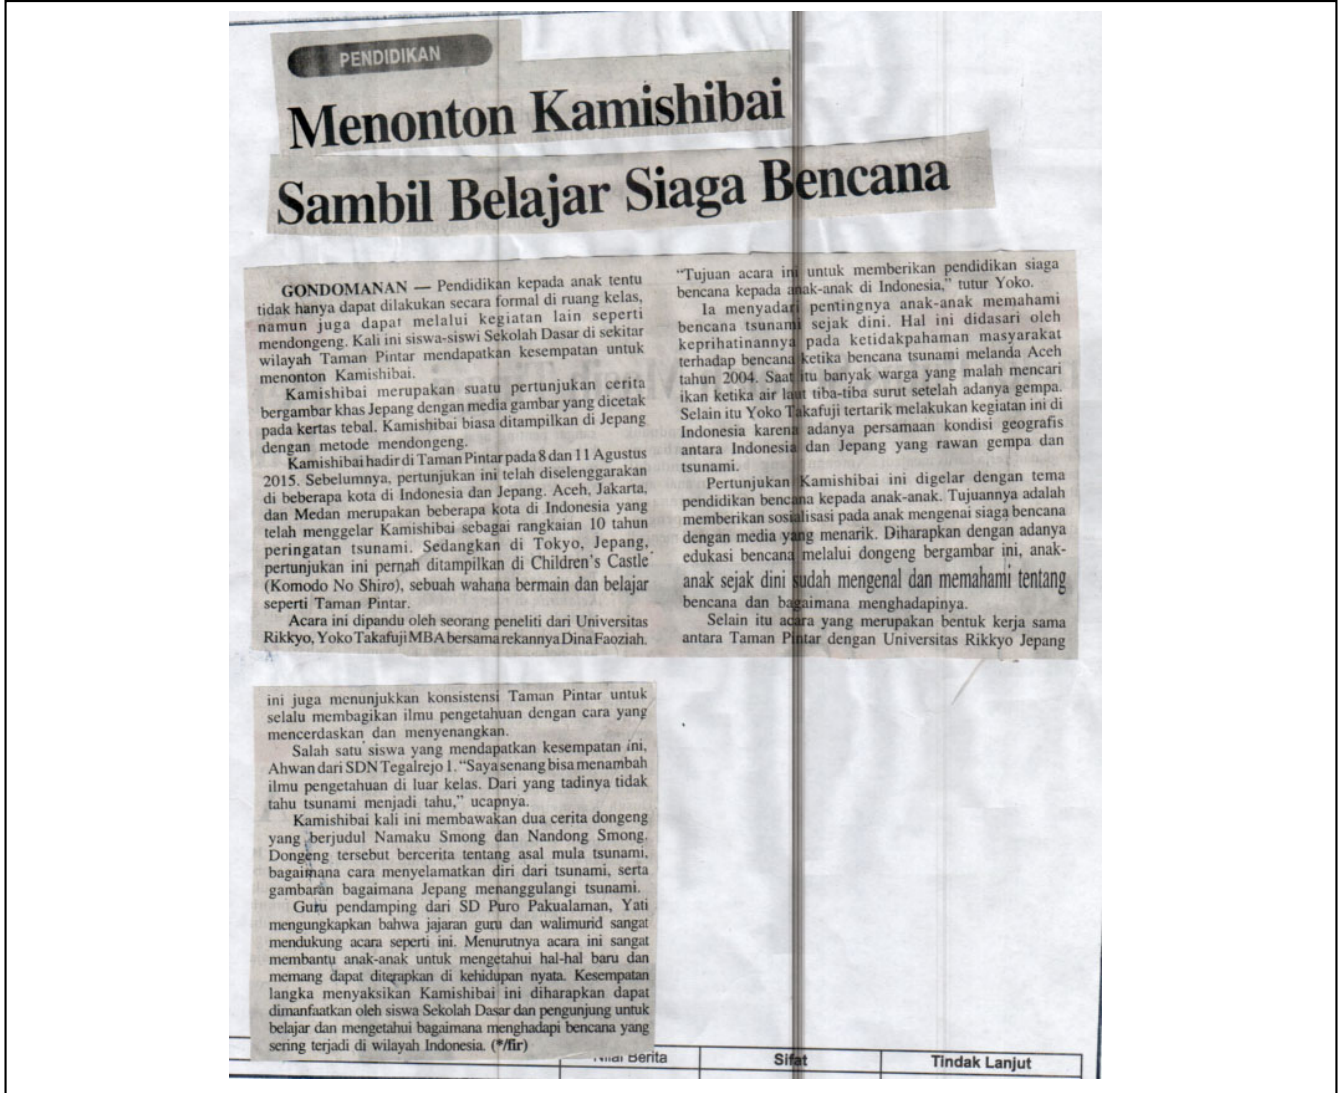 PENDIDIKAN
Menonton Kamishibai
Sambil Belajar Siaga Bencana
GONDOMANAN — Pendidikan kepada anak tentu
tidak hanya dapat dilakukan secara formal di ruang kelas,
namun juga dapat melalui kegiatan lain seperti
mendongeng. Kali ini siswa-siswi Sekolah Dasar di sekitar
wilayah Taman Pintar mendapatkan kesempatan untuk
menonton Kamishibai.
Kamishibai merupakan suatu pertunjukan cerita
bergambar khas Jepang dengan media gambar yang dicetak
pada kertas tebal. Kamishibai biasa ditampilkan di Jepang
dengan metode mendongeng.
Kamishibai hadir di Taman Pintar pada 8 dan 11 Agustus
2015. Sebelumnya, pertunjukan ini telah diselenggarakan
di beberapa kota di Indonesia dan Jepang. Aceh, Jakarta,
dan Medan merupakan beberapa kota di Indonesia yang
telah menggelar Kamishibai sebagai rangkaian 10 tahun
peringatan tsunami. Sedangkan di Tokyo, Jepang,
pertunjukan ini pernah ditampilkan di Children's Castle
(Komodo No Shiro), sebuah wahana bermain dan belajar
seperti Taman Pintar.
Acara ini dipandu oleh seorang peneliti dari Universitas
Rikkyo, Yoko Takafuji MBA bersama rekannya Dina Faoziah.
“Tujuan acara ini untuk memberikan pendidikan siaga
bencana kepada anak-anak di Indonesia,” tutur Yoko.
Ia menyadari pentingnya anak-anak memahami
bencana tsunami sejak dini. Hal ini didasari oleh
keprihatinannya pada ketidakpahaman masyarakat
terhadap bencana ketika bencana tsunami melanda Aceh
tahun 2004. Saat itu banyak warga yang malah mencari
ikan ketika air laut tiba-tiba surut setelah adanya gempa.
Selain itu Yoko Takafuji tertarik melakukan kegiatan ini di
Indonesia karena adanya persamaan kondisi geografis
antara Indonesia dan Jepang yang rawan gempa dan
tsunami.
Pertunjukan Kamishibai ini digelar dengan tema
pendidikan bencana kepada anak-anak. Tujuannya adalah
memberikan sosialisasi pada anak mengenai siaga bencana
dengan media yang menarik. Diharapkan dengan adanya
edukasi bencana melalui dongeng bergambar ini, anak-
anak sejak dini sudah mengenal dan memahami tentang
bencana dan bagaimana menghadapinya.
Selain itu acara yang merupakan bentuk kerja sama
antara Taman Pintar dengan Universitas Rikkyo Jepang
ini juga menunjukkan konsistensi Taman Pintar untuk
selalu membagikan ilmu pengetahuan dengan cara yang
mencerdaskan dan menyenangkan.
Salah satu siswa yang mendapatkan kesempatan ini,
Ahwan dari SDN Tegalrejo 1. “Saya senang bisa menambah
ilmu pengetahuan di luar kelas. Dari yang tadinya tidak
tahu tsunami menjadi tahu,” ucapnya.
Kamishibai kali ini membawakan dua cerita dongeng
yang berjudul Namaku Smong dan Nandong Smong.
Dongeng tersebut bercerita tentang asal mula tsunami,
bagaimana cara menyelamatkan diri dari tsunami, serta
gambaran bagaimana Jepang menanggulangi tsunami.
Guru pendamping dari SD Puro Pakualaman, Yati
mengungkapkan bahwa jajaran guru dan walimurid sangat
mendukung acara seperti ini. Menurutnya acara ini sangat
membantu anak-anak untuk mengetahui hal-hal baru dan
memang dapat diterapkan di kehidupan nyata. Kesempatan
langka menyaksikan Kamishibai ini diharapkan dapat
dimanfaatkan oleh siswa Sekolah Dasar dan pengunjung untuk
belajar dan mengetahui bagaimana menghadapi bencana yang
sering terjadi di wilayah Indonesia. (*/fir)
Nilai Berita Sifat Tindak Lanjut